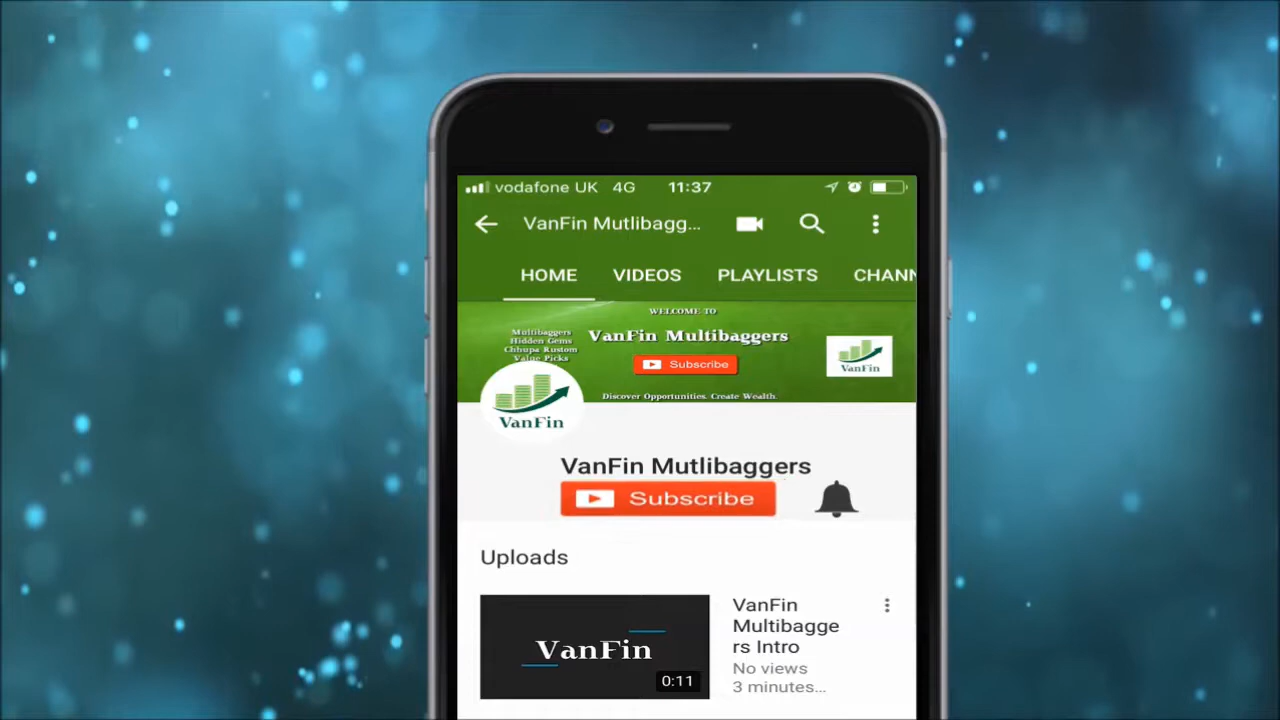 vodafone UK 4G 11:37
VanFin Mutlibagg...
HOME VIDEOS PLAYLISTS CHANN
WELCOME TO
VanFin Multibaggers
Subscribe
Discover Opportunities. Create Wealth.
Multibaggers
Hidden Gems
Chhupa Rustom
Value Picks
VanFin
VanFin
VanFin Mutlibaggers
Subscribe
Uploads
VanFin
0:11
VanFin
Multibagge
rs Intro
No views
3 minutes...